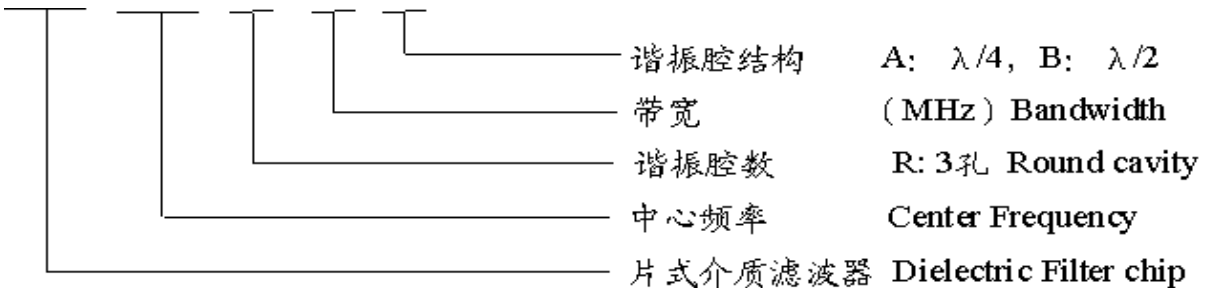 谐振腔结构 A: λ/4, B: λ/2
带宽 (MHz) Bandwidth
谐振腔数 R: 3孔 Round cavity
中心频率 Center Frequency
片式介质滤波器 Dielectric Filter chip